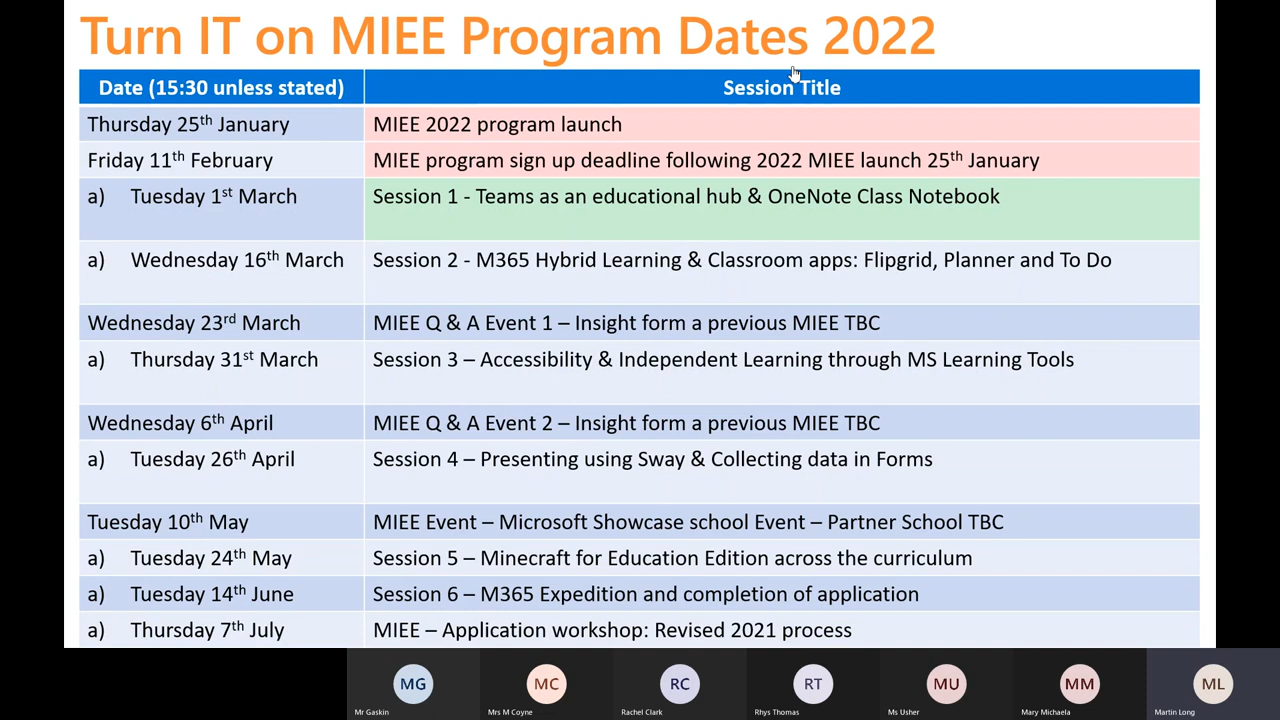 Turn IT on MIEE Program Dates 2022
Date (15:30 unless stated) Session Title
Thursday 25th January MIEE 2022 program launch
Friday 11th February MIEE program sign up deadline following 2022 MIEE launch 25th January
a) Tuesday 1st March Session 1 - Teams as an educational hub & OneNote Class Notebook
a) Wednesday 16th March Session 2 - M365 Hybrid Learning & Classroom apps: Flipgrid, Planner and To Do
Wednesday 23rd March MIEE Q & A Event 1 – Insight form a previous MIEE TBC
a) Thursday 31st March Session 3 – Accessibility & Independent Learning through MS Learning Tools
Wednesday 6th April MIEE Q & A Event 2 – Insight form a previous MIEE TBC
a) Tuesday 26th April Session 4 – Presenting using Sway & Collecting data in Forms
Tuesday 10th May MIEE Event – Microsoft Showcase school Event – Partner School TBC
a) Tuesday 24th May Session 5 – Minecraft for Education Edition across the curriculum
a) Tuesday 14th June Session 6 – M365 Expedition and completion of application
a) Thursday 7th July MIEE – Application workshop: Revised 2021 process
MG MC RC RT MU MM ML
Mr Gaskin Mrs M Coyne Rachel Clark Rhys Thomas Ms Usher Mary Michaela Martin Long